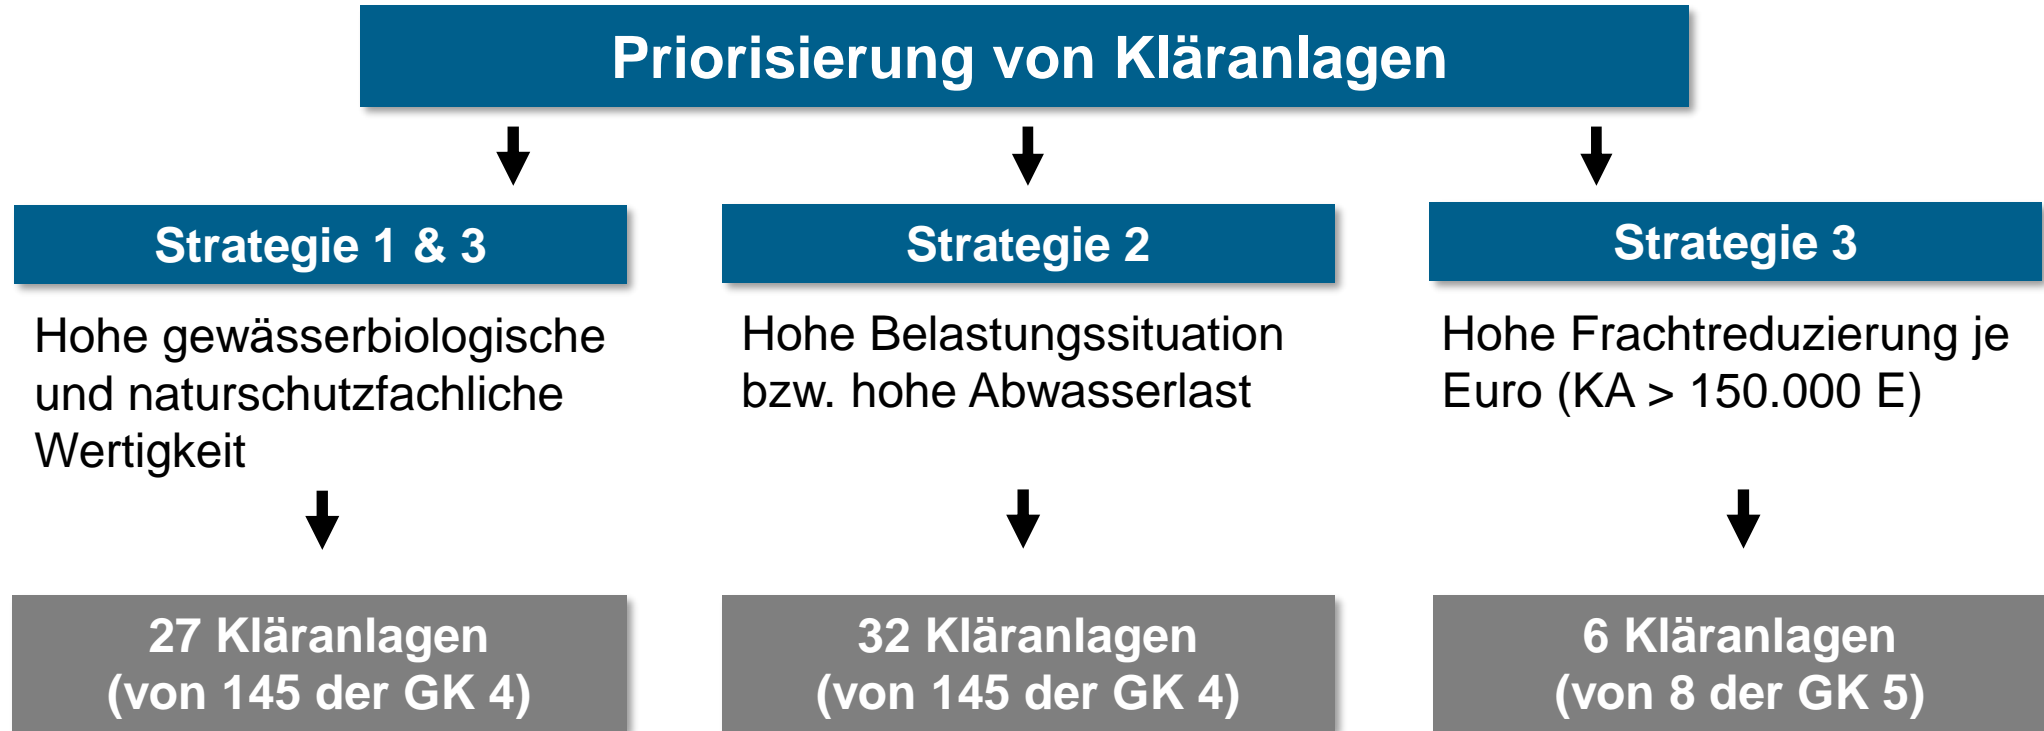 Priorisierung von Kläranlagen
Strategie 1 & 3
Hohe gewässerbiologische
und naturschutzfachliche
Wertigkeit
27 Kläranlagen
(von 145 der GK 4)
Strategie 2
Hohe Belastungssituation
bzw. hohe Abwasserlast
32 Kläranlagen
(von 145 der GK 4)
Strategie 3
Hohe Frachtreduzierung je
Euro (KA > 150.000 E)
6 Kläranlagen
(von 8 der GK 5)